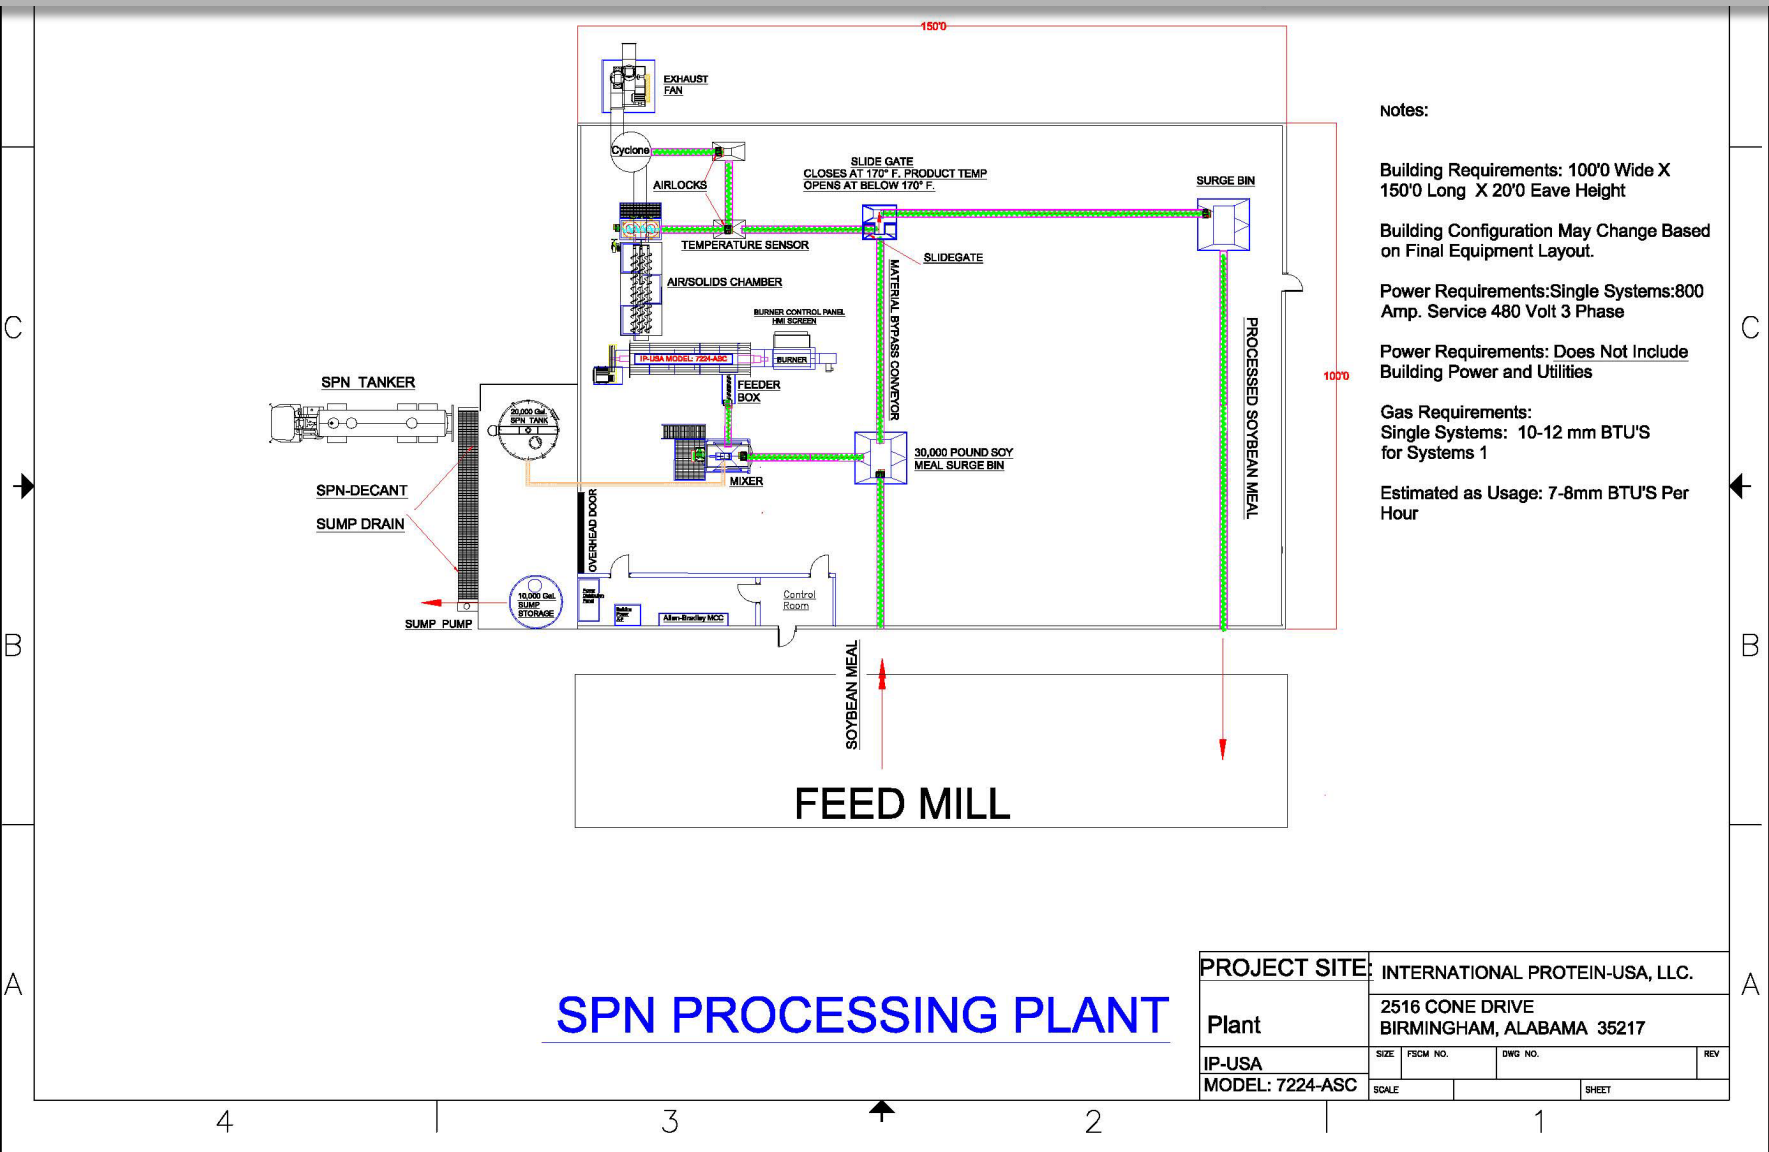 150'0
EXHAUST
FAN
Cyclone
AIRLOCKS
SLIDE GATE
CLOSES AT 170° F. PRODUCT TEMP
OPENS AT BELOW 170° F.
SURGE BIN
TEMPERATURE SENSOR
SLIDEGATE
AIR/SOLIDS CHAMBER
MATERIAL BYPASS CONVEYOR
BURNER CONTROL PANEL
HMI SCREEN
IP-USA MODEL: 7224-ASC
BURNER
PROCESSED SOYBEAN MEAL
100'0
FEEDER
BOX
SPN TANKER
20,000 Gal.
SPN TANK
30,000 POUND SOY
MEAL SURGE BIN
MIXER
SPN-DECANT
SUMP DRAIN
OVERHEAD DOOR
10,000 Gal.
SUMP
STORAGE
SUMP PUMP
Power
Distribution
Panel
Allen-Bradley MCC
Control
Room
SOYBEAN MEAL
FEED MILL
Notes:
Building Requirements: 100'0 Wide X
150'0 Long X 20'0 Eave Height
Building Configuration May Change Based
on Final Equipment Layout.
Power Requirements:Single Systems:800
Amp. Service 480 Volt 3 Phase
Power Requirements: Does Not Include
Building Power and Utilities
Gas Requirements:
Single Systems: 10-12 mm BTU'S
for Systems 1
Estimated as Usage: 7-8mm BTU'S Per
Hour
C
C
B
B
A
A
SPN PROCESSING PLANT
PROJECT SITE:
INTERNATIONAL PROTEIN-USA, LLC.
Plant
2516 CONE DRIVE
BIRMINGHAM, ALABAMA 35217
IP-USA
MODEL: 7224-ASC
SIZE
FSCM NO.
DWG NO.
REV
SCALE
SHEET
4
3
2
1